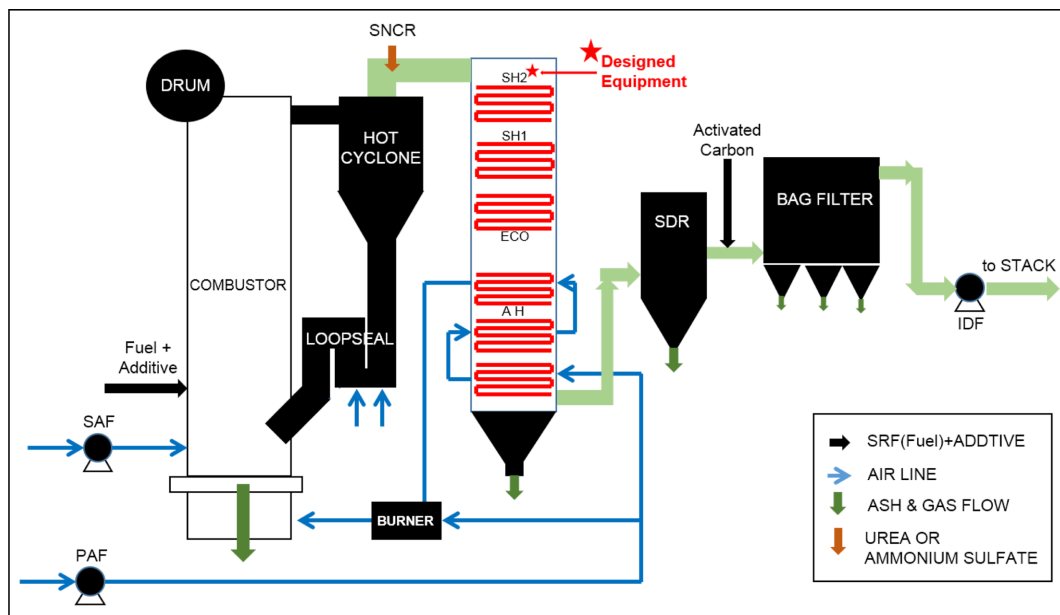 SNCR
DRUM
SH2
Designed
Equipment
HOT
CYCLONE
SH1
Activated
Carbon
BAG FILTER
SDR
ECO
to STACK
COMBUSTOR
A H
LOOPSEAL
IDF
Fuel +
Additive
SAF
SRF(Fuel)+ADDTIVE
AIR LINE
ASH & GAS FLOW
UREA OR
AMMONIUM SULFATE
BURNER
PAF